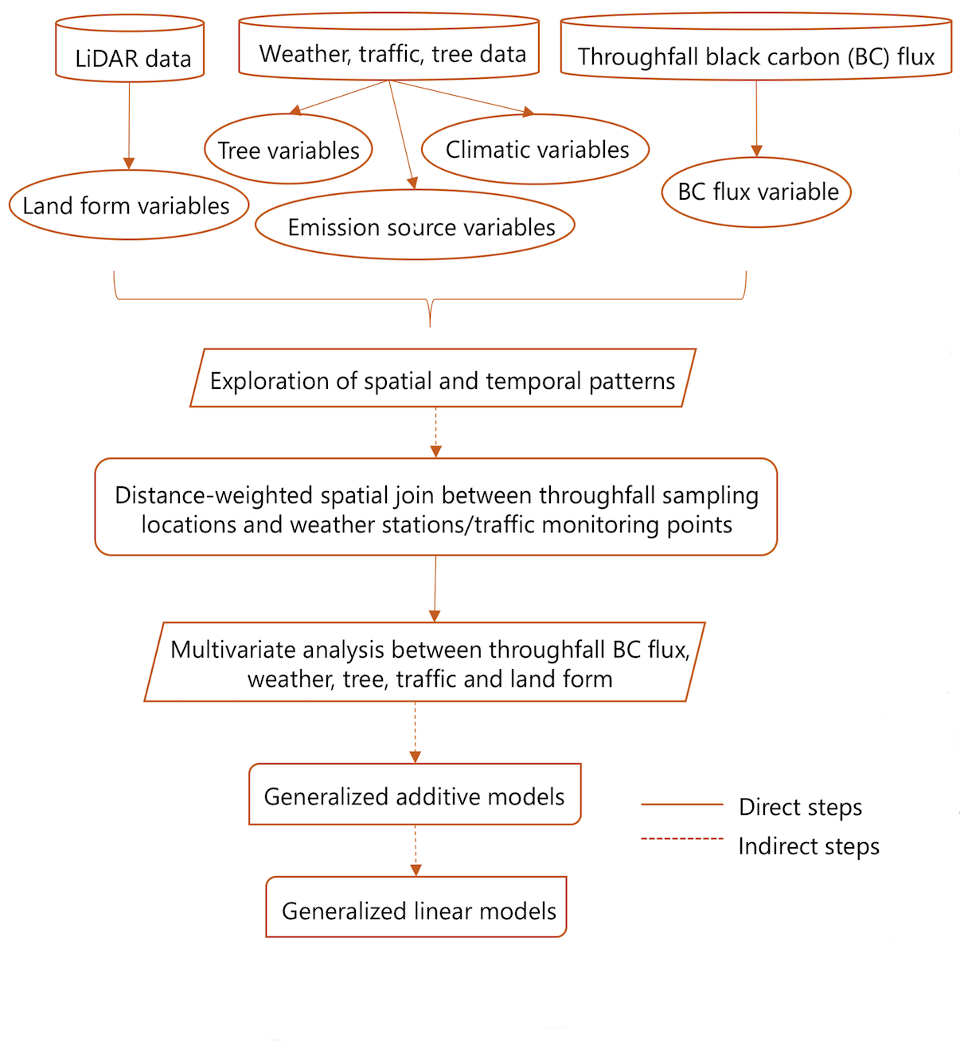 LiDAR data
Weather, traffic, tree data
Throughfall black carbon (BC) flux
Tree variables
Climatic variables
Land form variables
Emission source variables
BC flux variable
Exploration of spatial and temporal patterns
Distance-weighted spatial join between throughfall sampling
locations and weather stations/traffic monitoring points
Multivariate analysis between throughfall BC flux,
weather, tree, traffic and land form
Generalized additive models
Generalized linear models
Direct steps
Indirect steps